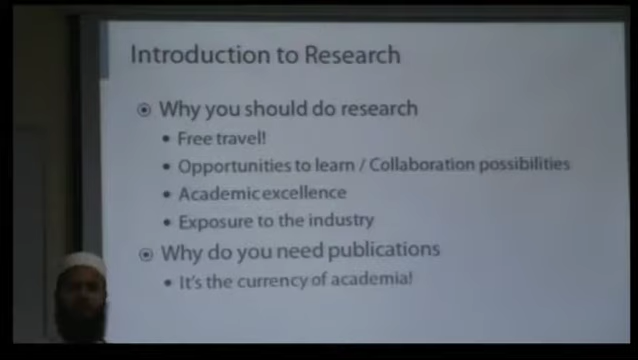 Introduction to Research
Why you should do research
Free travel!
Opportunities to learn / Collaboration possibilities
Academic excellence
Exposure to the industry
Why do you need publications
It's the currency of academia!